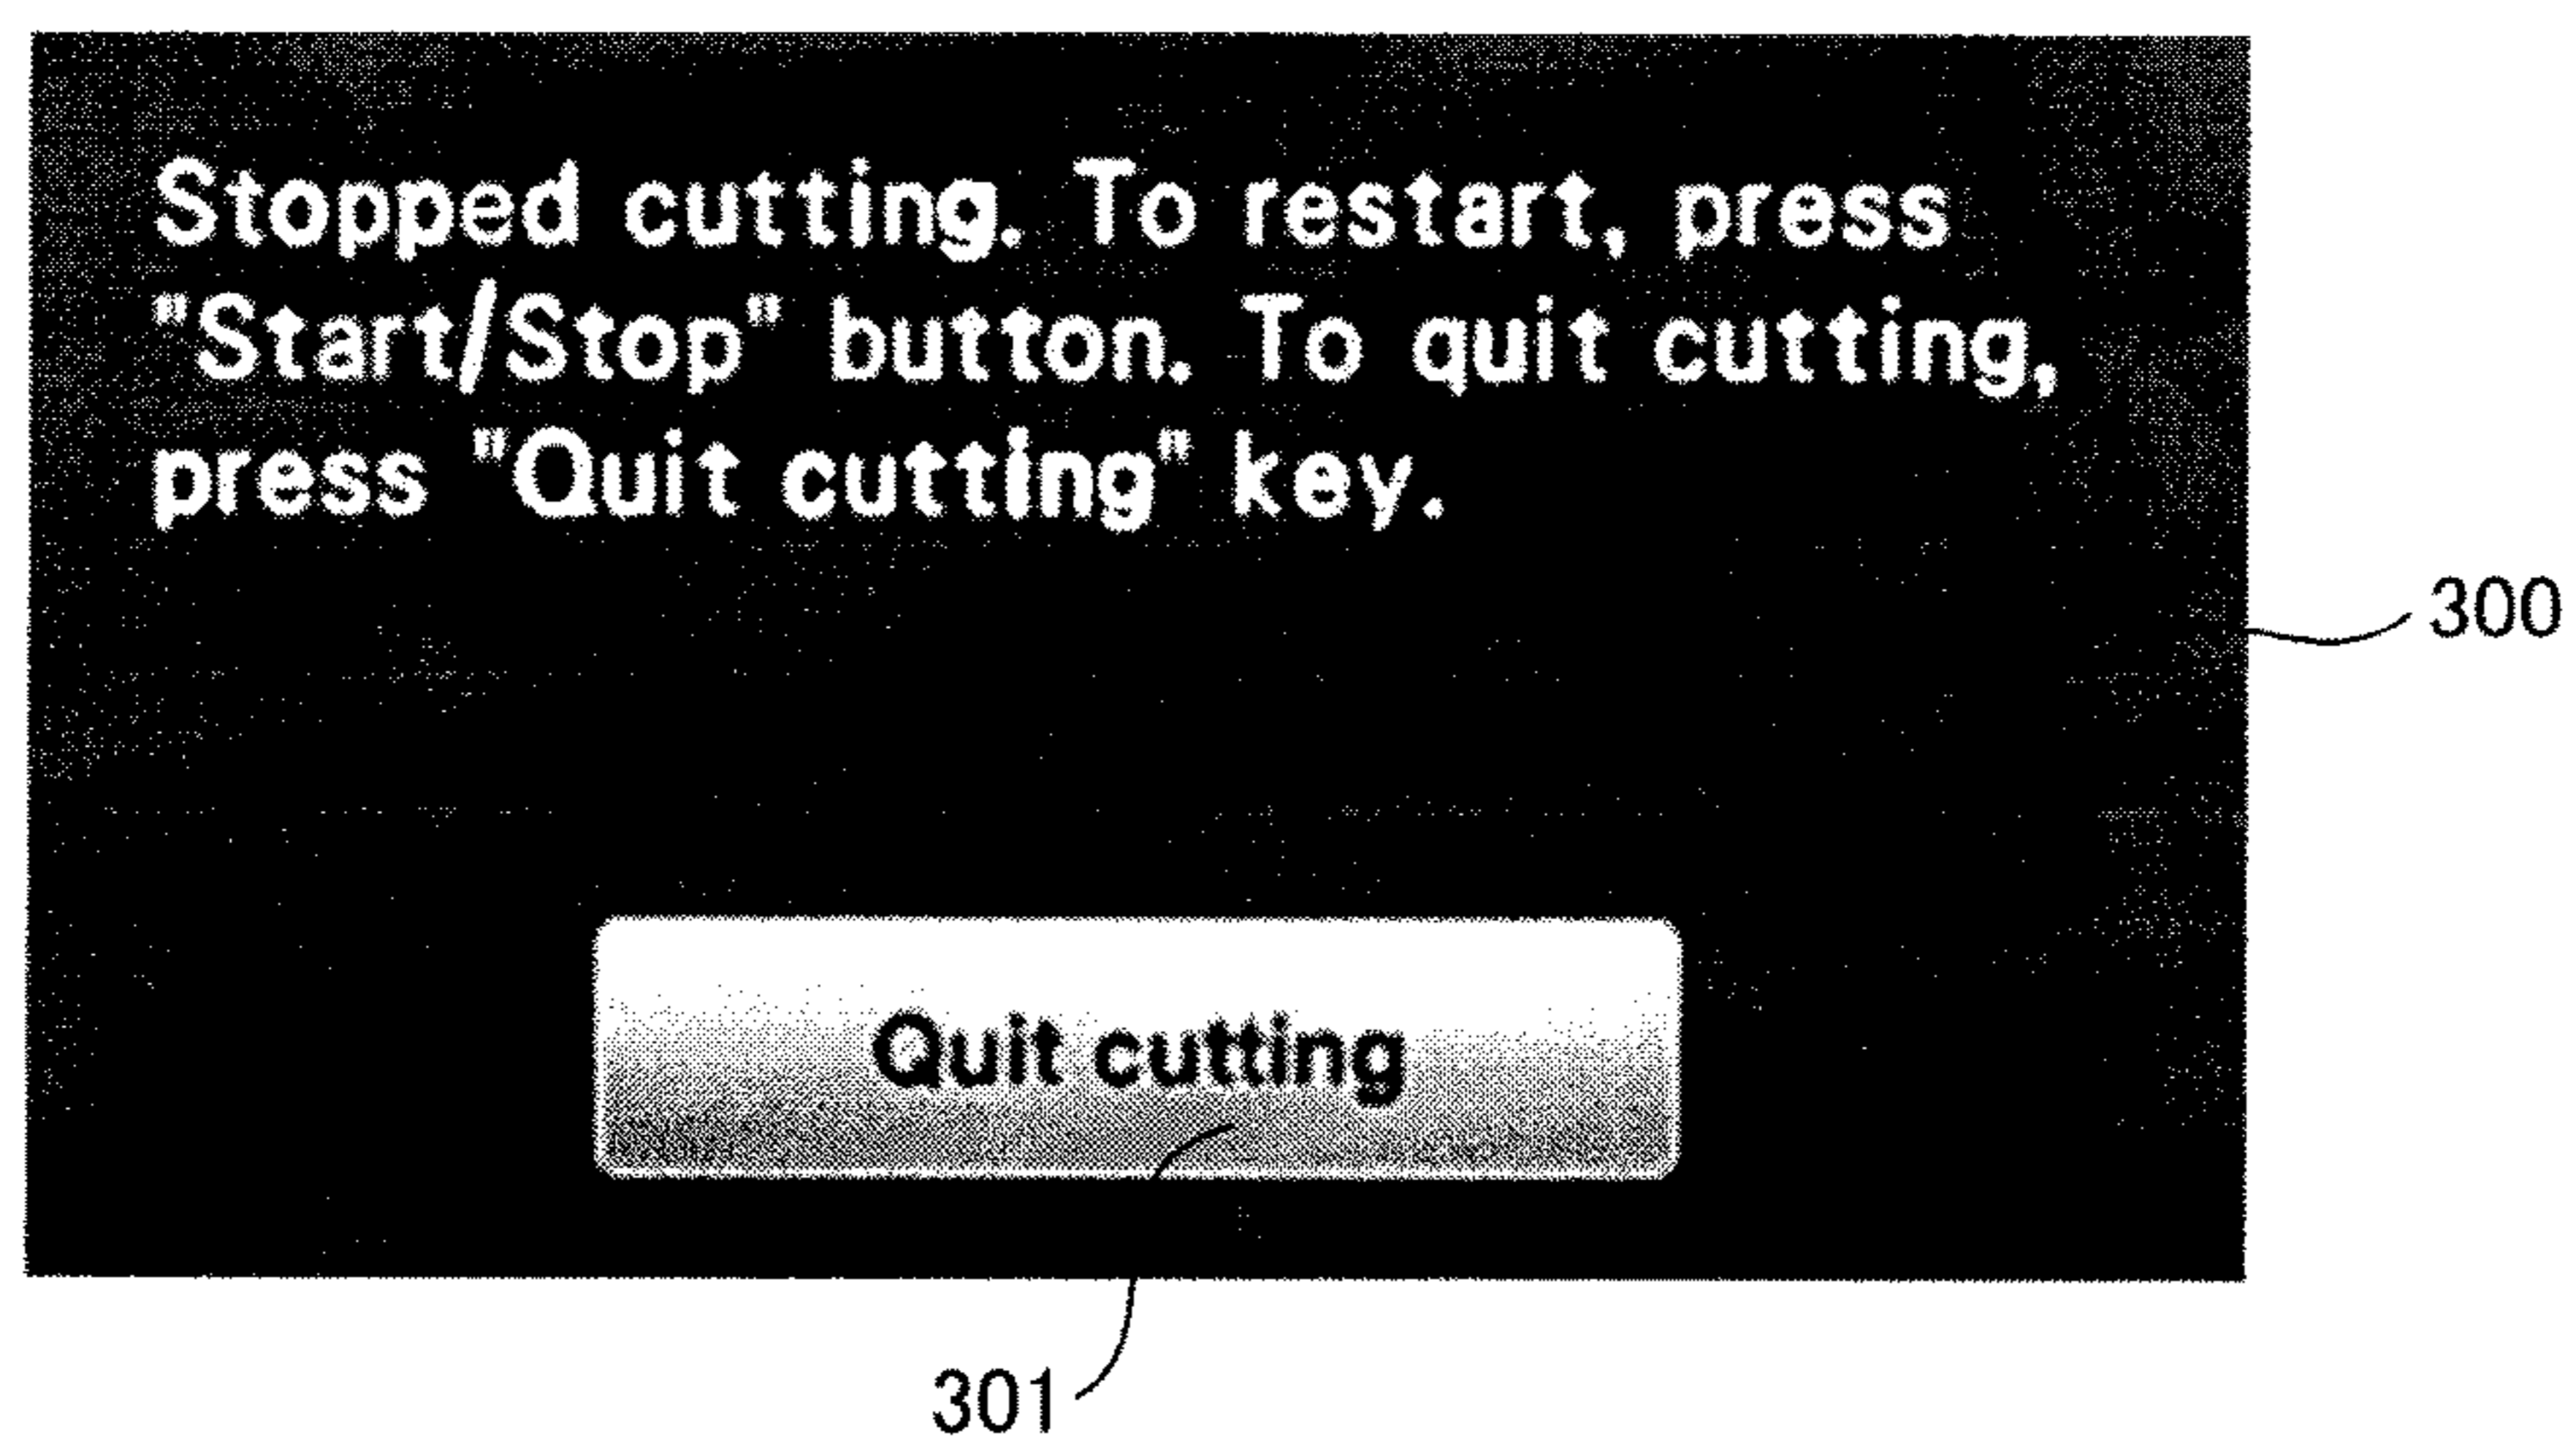 Stopped cutting. To restart, press
"Start/Stop" button. To quit cutting,
press "Quit cutting" key.
300
Quit cutting
301